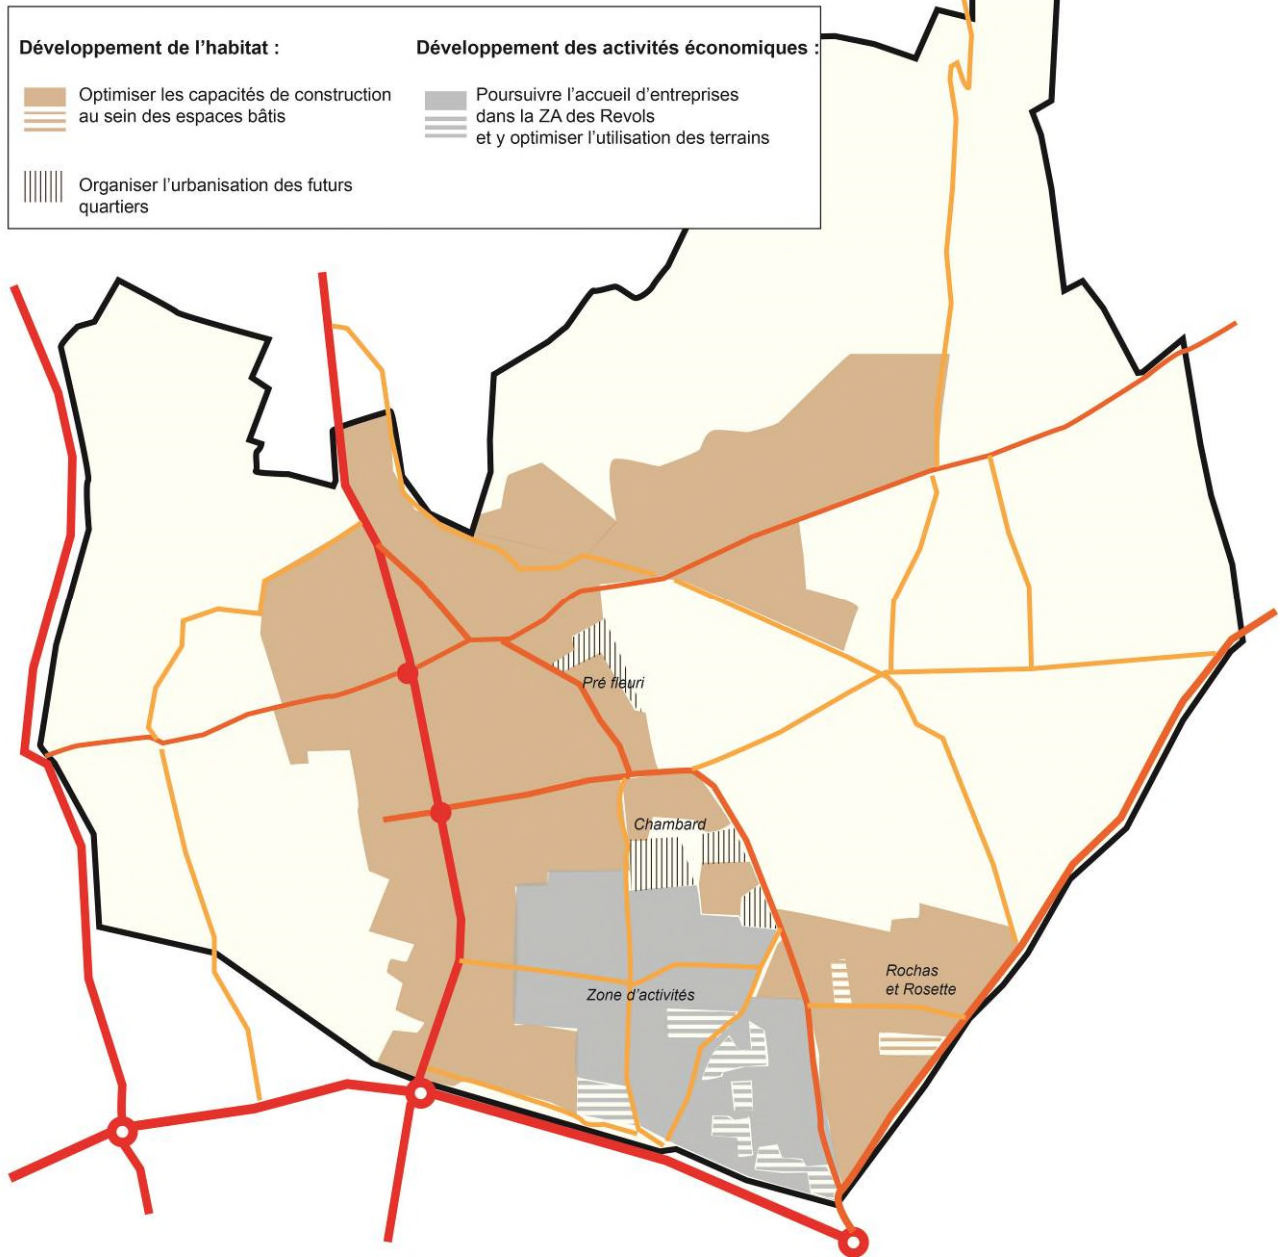 Développement de l'habitat :
Optimiser les capacités de construction
au sein des espaces bâtis
Organiser l'urbanisation des futurs
quartiers
Développement des activités économiques :
Poursuivre l'accueil d'entreprises
dans la ZA des Revols
et y optimiser l'utilisation des terrains
Pré fleuri
Chambard
Rochas
et Rosette
Zone d'activités